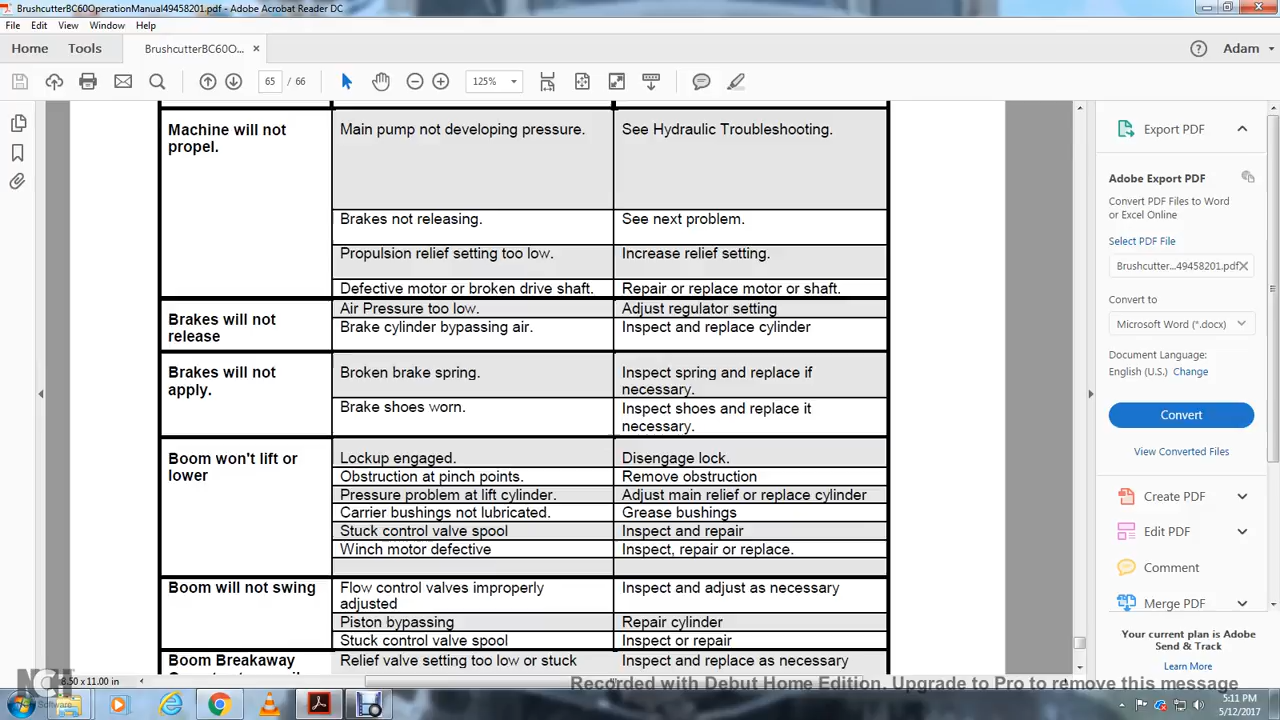 BrushcutterBC60OperationManual49458201.pdf - Adobe Acrobat Reader DC
File Edit View Window Help
Home Tools BrushcutterBC60O... × Adam
65 / 66 125%
Machine will not propel.
Main pump not developing pressure. See Hydraulic Troubleshooting.
Brakes not releasing. See next problem.
Propulsion relief setting too low. Increase relief setting.
Defective motor or broken drive shaft. Repair or replace motor or shaft.
Brakes will not release
Air Pressure too low. Adjust regulator setting
Brake cylinder bypassing air. Inspect and replace cylinder
Brakes will not apply.
Broken brake spring. Inspect spring and replace if necessary.
Brake shoes worn. Inspect shoes and replace it necessary.
Boom won't lift or lower
Lockup engaged. Disengage lock.
Obstruction at pinch points. Remove obstruction
Pressure problem at lift cylinder. Adjust main relief or replace cylinder
Carrier bushings not lubricated. Grease bushings
Stuck control valve spool Inspect and repair
Winch motor defective Inspect, repair or replace.
Boom will not swing
Flow control valves improperly adjusted Inspect and adjust as necessary
Piston bypassing Repair cylinder
Stuck control valve spool Inspect or repair
Boom Breakaway
Relief valve setting too low or stuck Inspect and replace as necessary
8.50 x 11.00 in
Export PDF
Adobe Export PDF
Convert PDF Files to Word
or Excel Online
Select PDF File
Brushcutter...49458201.pdf ×
Convert to
Microsoft Word (*.docx)
Document Language:
English (U.S.) Change
Convert
View Converted Files
Create PDF
Edit PDF
Comment
Merge PDF
Your current plan is Adobe
Send & Track
Learn More
NCH
Software
Recorded with Debut Home Edition. Upgrade to Pro to remove this message
5:11 PM
5/12/2017